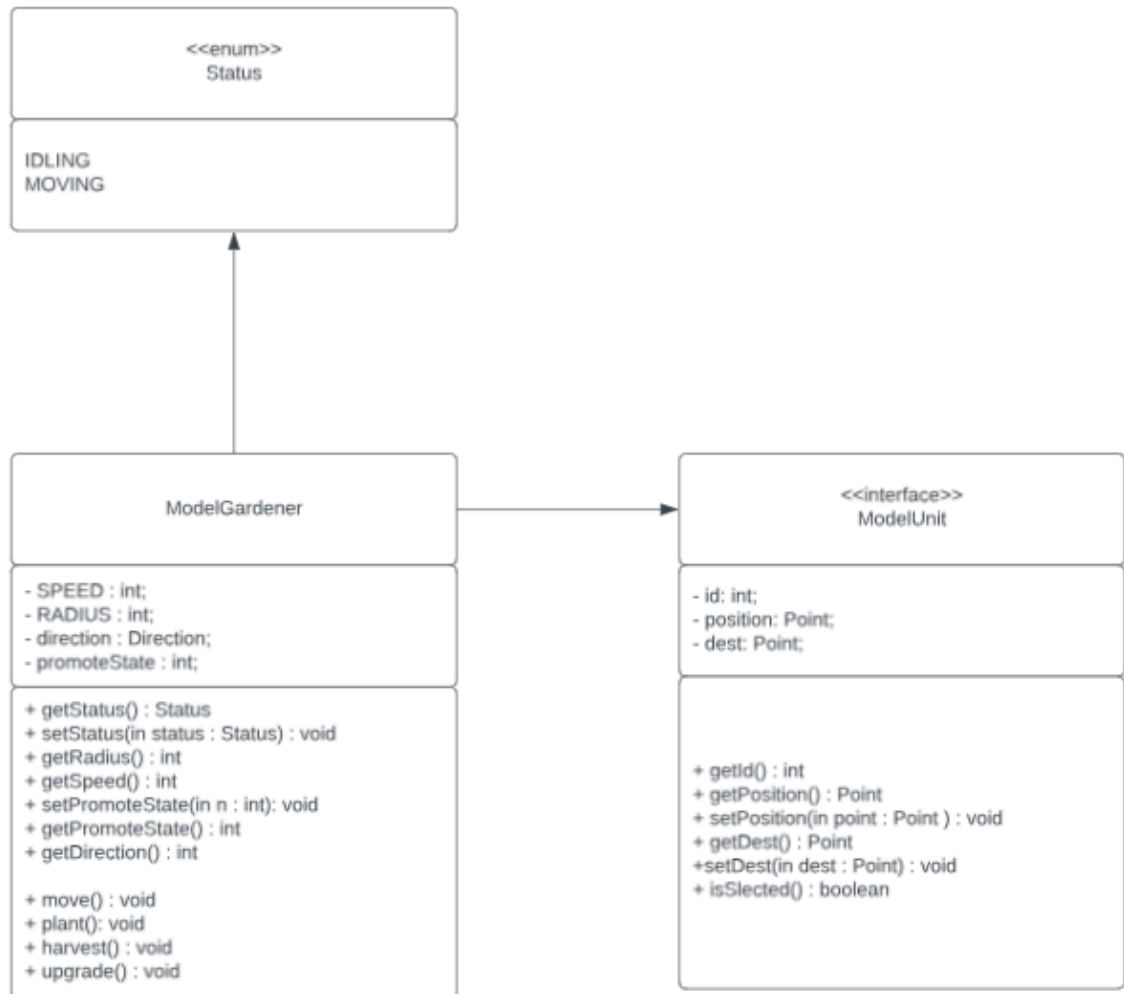 <<enum>>
Status
IDLING
MOVING
ModelGardener
- SPEED : int;
- RADIUS : int;
- direction : Direction;
- promoteState : int;
+ getStatus() : Status
+ setStatus(in status : Status) : void
+ getRadius() : int
+ getSpeed() : int
+ setPromoteState(in n : int): void
+ getPromoteState() : int
+ getDirection() : int
+ move() : void
+ plant(): void
+ harvest() : void
+ upgrade() : void
<<interface>>
ModelUnit
- id: int;
- position: Point;
- dest: Point;
+ getId() : int
+ getPosition() : Point
+ setPosition(in point : Point ) : void
+ getDest() : Point
+setDest(in dest : Point) : void
+ isSlected() : boolean